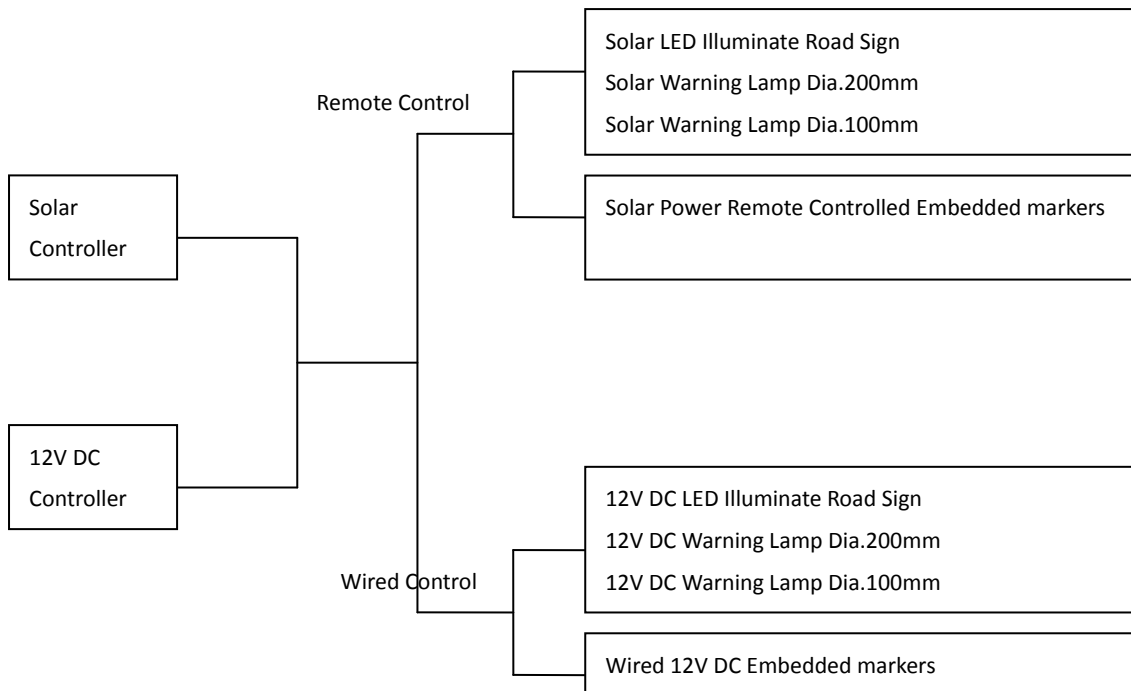 Solar LED Illuminate Road Sign
Solar Warning Lamp Dia.200mm
Solar Warning Lamp Dia.100mm
Remote Control
Solar Power Remote Controlled Embedded markers
Solar
Controller
12V DC
Controller
12V DC LED Illuminate Road Sign
12V DC Warning Lamp Dia.200mm
12V DC Warning Lamp Dia.100mm
Wired Control
Wired 12V DC Embedded markers